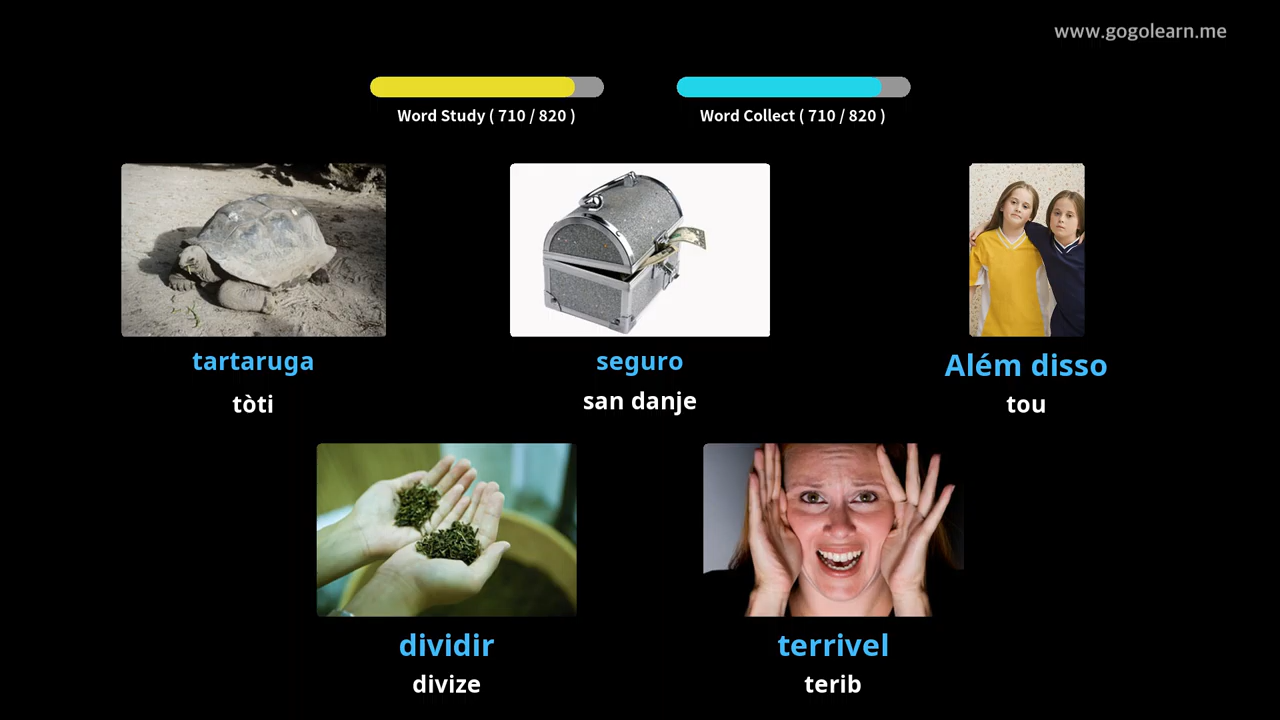 www.gogolearn.me
Word Study ( 710 / 820 )
Word Collect ( 710 / 820 )
tartaruga
tòti
seguro
san danje
Além disso
tou
dividir
divize
terrivel
terib